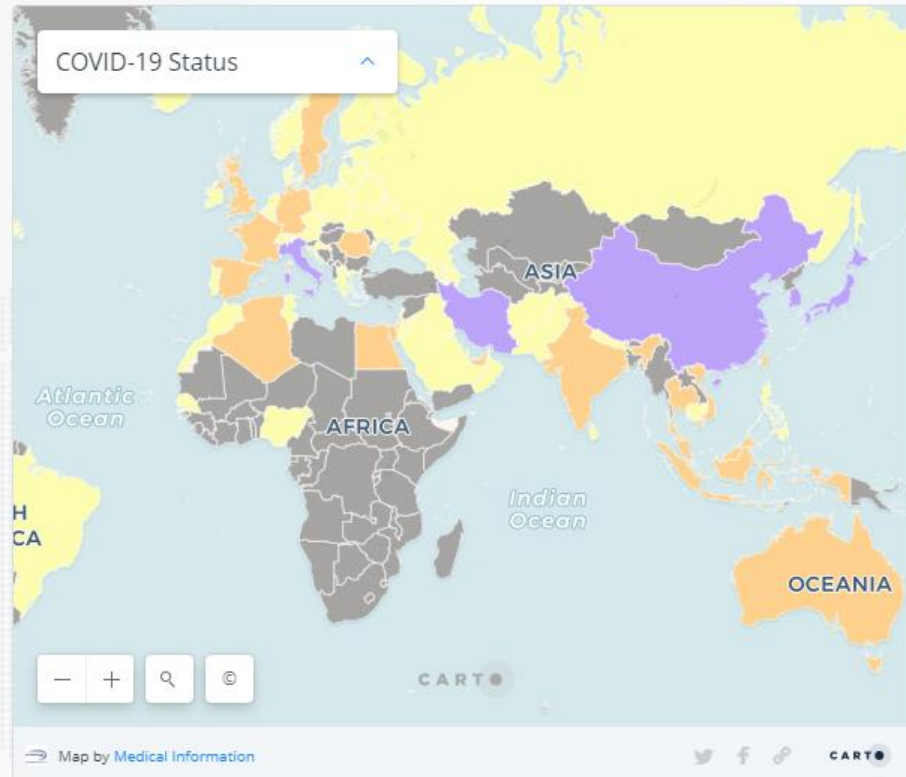 COVID-19 Status
ASIA
Atlantic
Ocean
AFRICA
Indian
Ocean
H
CA
OCEANIA
©
CARTO
Map by Medical Information
CARTO